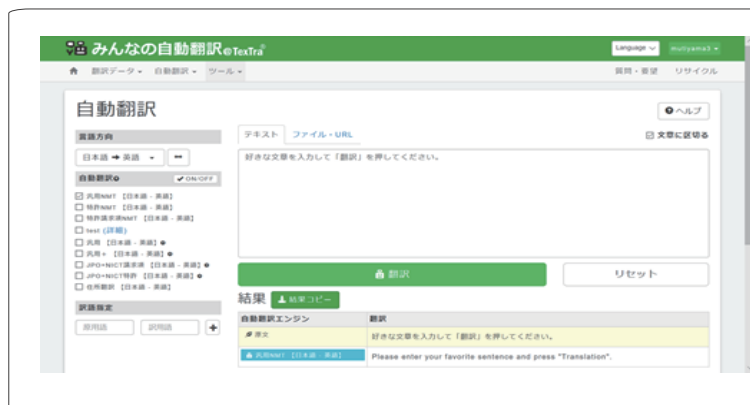 みんなの自動翻訳@TexTra®
Language
mutiyama3
翻訳データ 自動翻訳 ツール
質問・要望 リサイクル
自動翻訳
ヘルプ
言語方向
日本語 ➔ 英語
自動翻訳
ON/OFF
汎用NMT 【日本語 - 英語】
特許NMT 【日本語 - 英語】
特許請求項NMT 【日本語 - 英語】
test (詳細)
汎用 【日本語 - 英語】
汎用+ 【日本語 - 英語】
JPO+NICT請求項 【日本語 - 英語】
JPO+NICT特許 【日本語 - 英語】
住所翻訳 【日本語 - 英語】
訳語指定
原用語 訳用語
テキスト ファイル・URL
文章に区切る
好きな文章を入力して「翻訳」を押してください。
翻訳
リセット
結果 結果コピー
自動翻訳エンジン 翻訳
原文 好きな文章を入力して「翻訳」を押してください。
汎用NMT 【日本語 - 英語】 Please enter your favorite sentence and press "Translation".